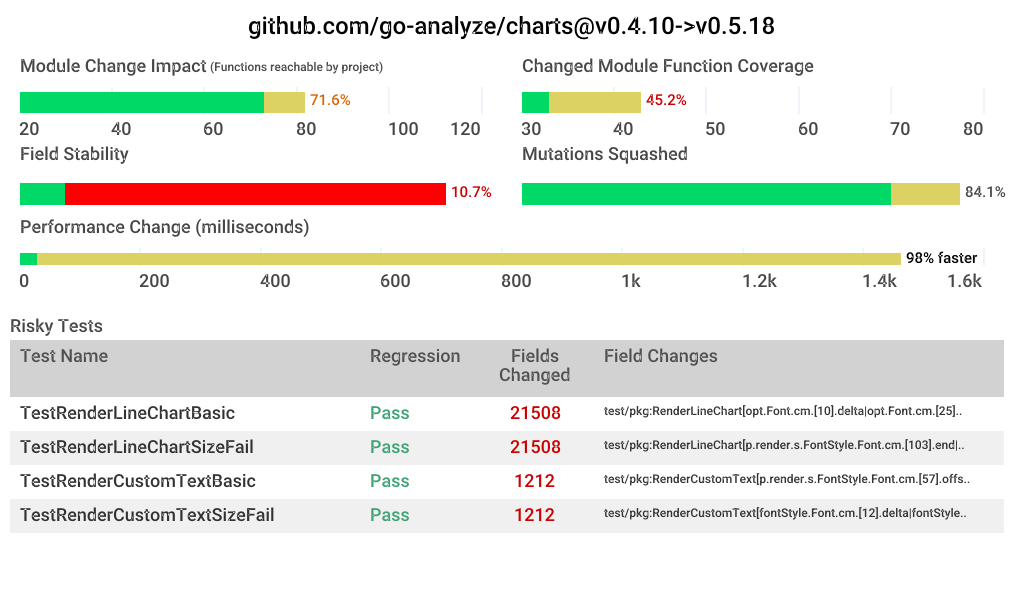 github.com/go-analyze/charts@v0.4.10->v0.5.18
Module Change Impact (Functions reachable by project)
71.6%
20 40 60 80 100 120
Changed Module Function Coverage
45.2%
30 40 50 60 70 80
Field Stability
10.7%
Mutations Squashed
84.1%
Performance Change (milliseconds)
98% faster
0 200 400 600 800 1k 1.2k 1.4k 1.6k
Risky Tests
Test Name Regression Fields Changed Field Changes
TestRenderLineChartBasic Pass 21508 test/pkg:RenderLineChart[opt.Font.cm.[10].delta|opt.Font.cm.[25]..
TestRenderLineChartSizeFail Pass 21508 test/pkg:RenderLineChart[p.render.s.FontStyle.Font.cm.[103].end|..
TestRenderCustomTextBasic Pass 1212 test/pkg:RenderCustomText[p.render.s.FontStyle.Font.cm.[57].offs..
TestRenderCustomTextSizeFail Pass 1212 test/pkg:RenderCustomText[fontStyle.Font.cm.[12].delta|fontStyle..